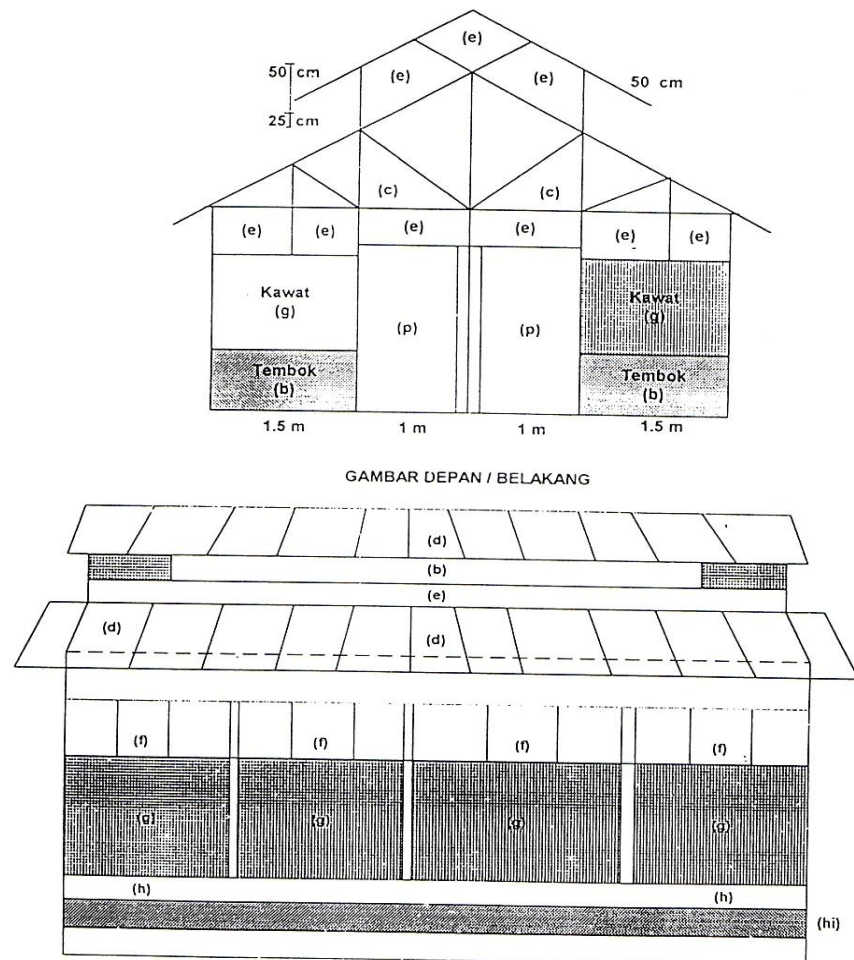 (e)
50 cm (e) (e) 50 cm
25 cm
(c) (c)
(e) (e) (e) (e) (e) (e)
Kawat Kawat
(g) (g)
(p) (p)
Tembok Tembok
(b) (b)
1.5 m 1 m 1 m 1.5 m
GAMBAR DEPAN / BELAKANG
(d)
(b)
(e)
(d) (d)
(f) (f) (f) (f)
(g) (g) (g) (g)
(h) (h)
(hi)